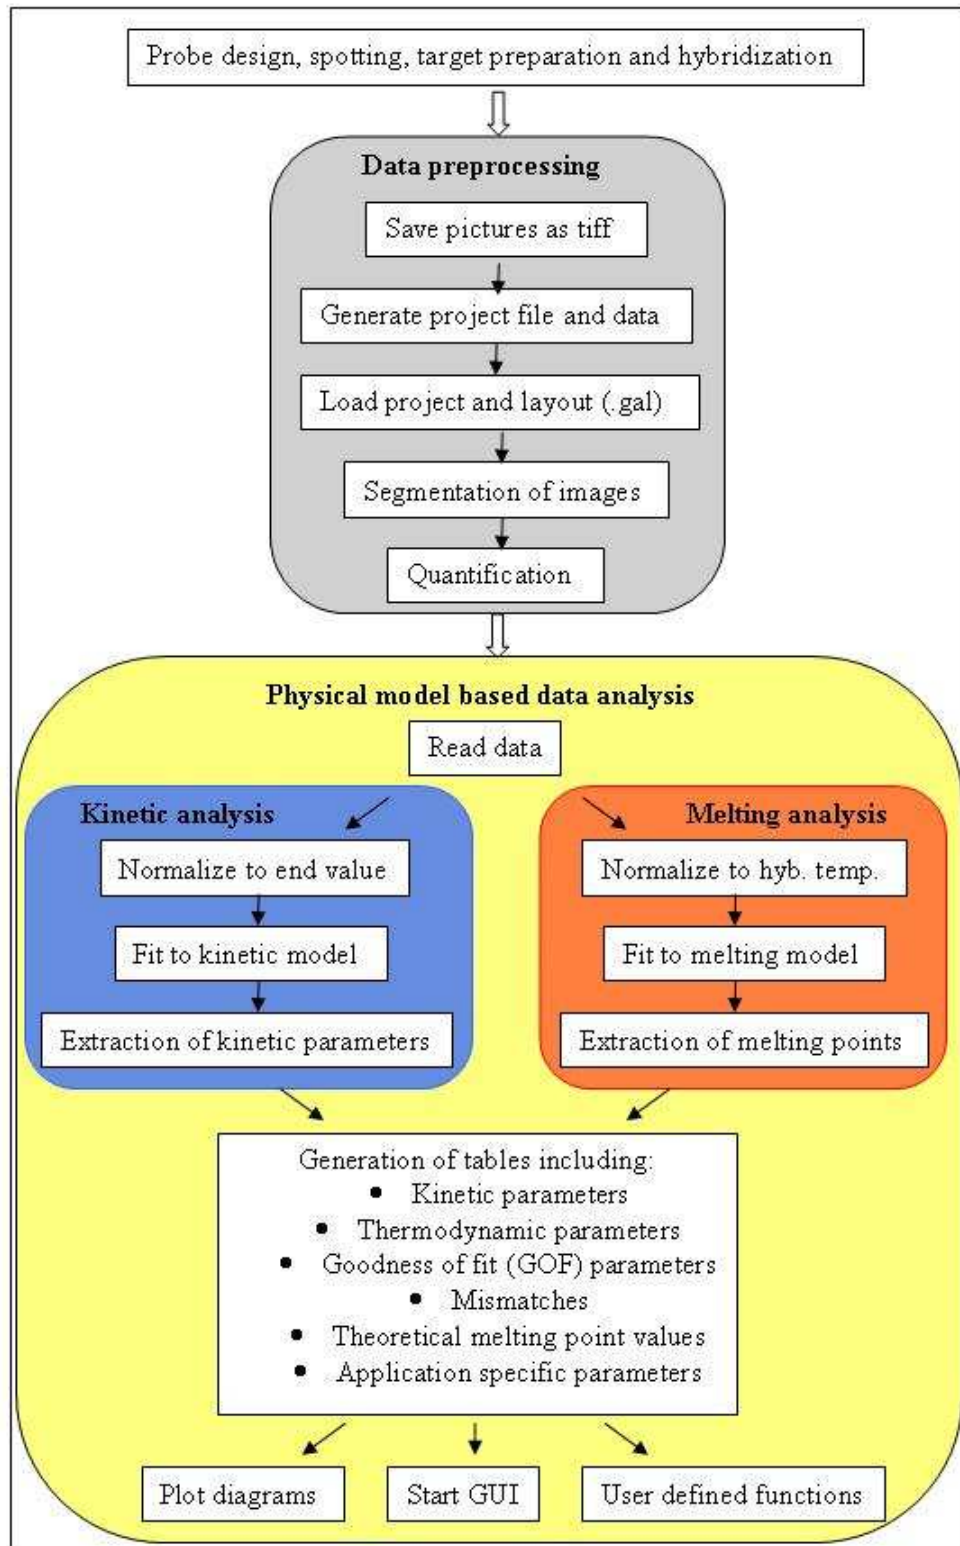 Probe design, spotting, target preparation and hybridization
Data preprocessing
Save pictures as tiff
Generate project file and data
Load project and layout (.gal)
Segmentation of images
Quantification
Physical model based data analysis
Read data
Kinetic analysis
Normalize to end value
Fit to kinetic model
Extraction of kinetic parameters
Melting analysis
Normalize to hyb. temp.
Fit to melting model
Extraction of melting points
Generation of tables including:
• Kinetic parameters
• Thermodynamic parameters
• Goodness of fit (GOF) parameters
• Mismatches
• Theoretical melting point values
• Application specific parameters
Plot diagrams
Start GUI
User defined functions